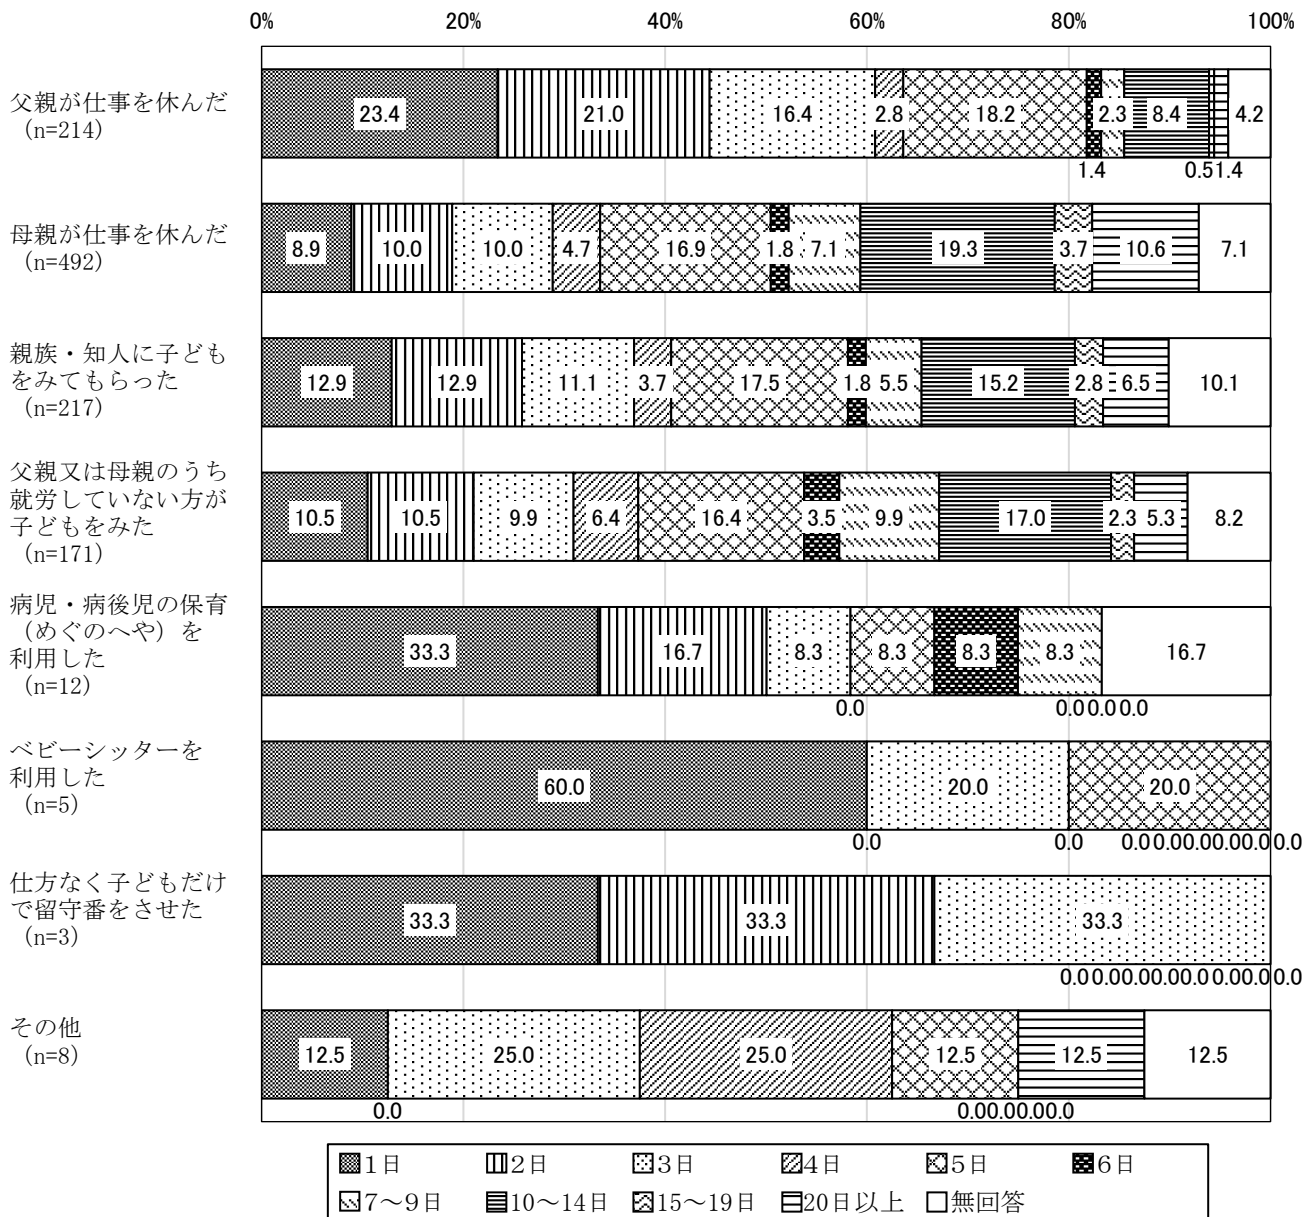 0% 20% 40% 60% 80% 100%
父親が仕事を休んだ
（n=214）
23.4 21.0 16.4 2.8 18.2 2.3 8.4 4.2
1.4 0.5 1.4
母親が仕事を休んだ
（n=492）
8.9 10.0 10.0 4.7 16.9 1.8 7.1 19.3 3.7 10.6 7.1
親族・知人に子ども
をみてもらった
（n=217）
12.9 12.9 11.1 3.7 17.5 1.8 5.5 15.2 2.8 6.5 10.1
父親又は母親のうち
就労していない方が
子どもをみた
（n=171）
10.5 10.5 9.9 6.4 16.4 3.5 9.9 17.0 2.3 5.3 8.2
病児・病後児の保育
（めぐのへや）を
利用した
（n=12）
33.3 16.7 8.3 8.3 8.3 8.3 16.7
0.0 0.0 0.0 0.0
ベビーシッターを
利用した
（n=5）
60.0 20.0 20.0
0.0 0.0 0.0 0.0 0.0 0.0 0.0 0.0
仕方なく子どもだけ
で留守番をさせた
（n=3）
33.3 33.3 33.3
0.0 0.0 0.0 0.0 0.0 0.0 0.0 0.0
その他
（n=8）
12.5 25.0 25.0 12.5 12.5 12.5
0.0 0.0 0.0 0.0 0.0
１日 ２日 ３日 ４日 ５日 ６日
７～９日 10～14日 15～19日 20日以上 無回答